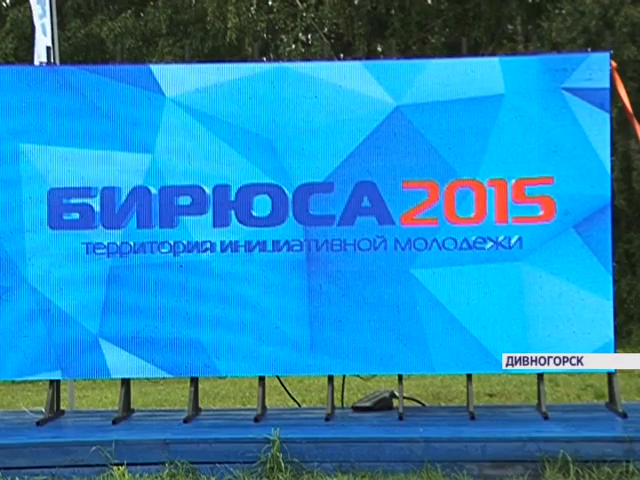 БИРЮСА2015
территория инициативной молодежи
ДИВНОГОРСК